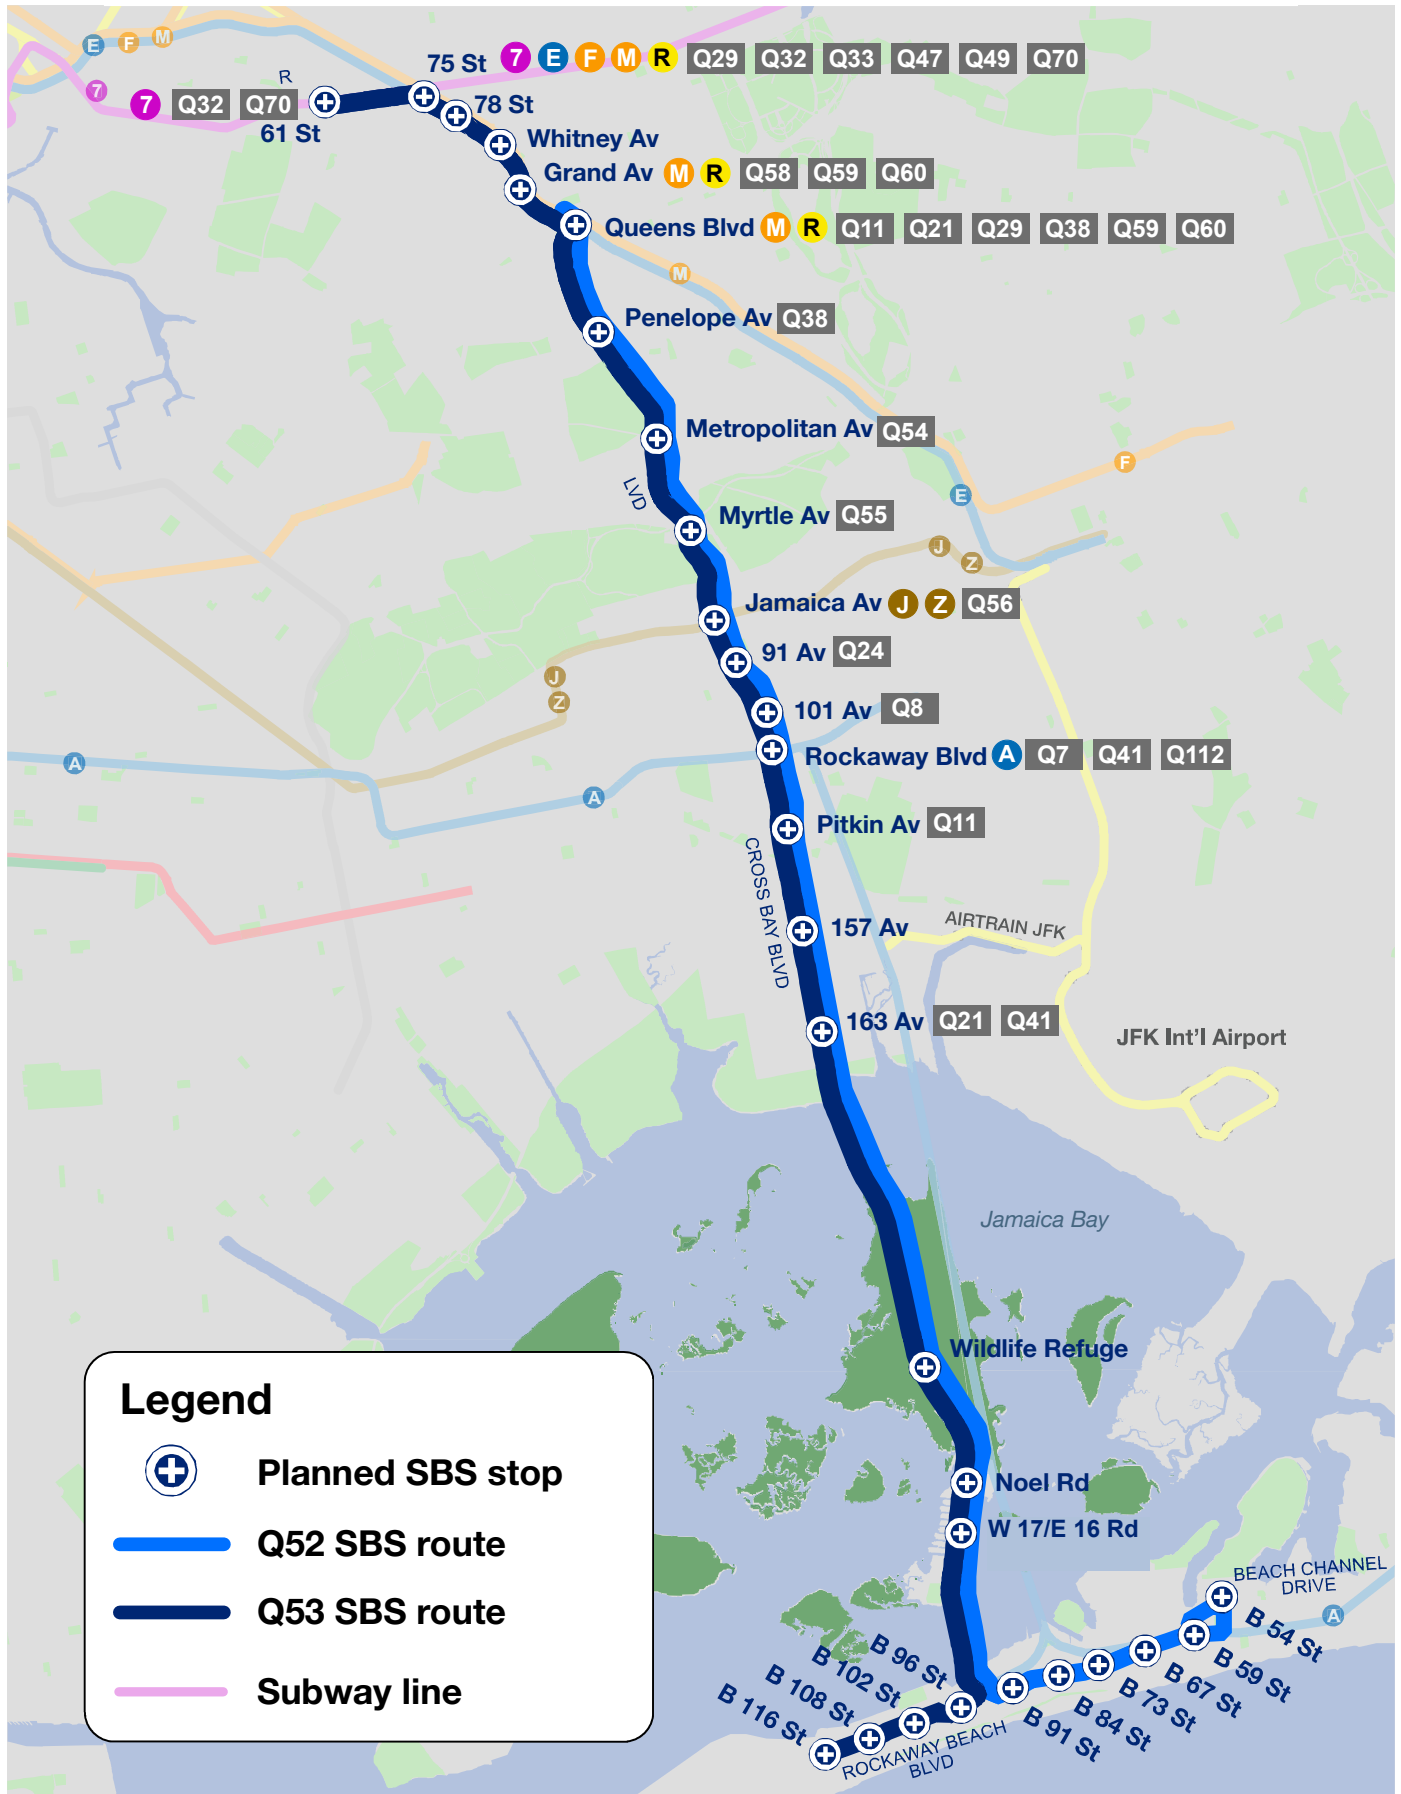 E F M
75 St 7 E F M R Q29 Q32 Q33 Q47 Q49 Q70
R
7
7 Q32 Q70
61 St
78 St
Whitney Av
Grand Av M R Q58 Q59 Q60
Queens Blvd M R Q11 Q21 Q29 Q38 Q59 Q60
M
Penelope Av Q38
Metropolitan Av Q54
F
LVD
E
Myrtle Av Q55
J
Z
Jamaica Av J Z Q56
91 Av Q24
J
Z
101 Av Q8
Rockaway Blvd A Q7 Q41 Q112
A
A
Pitkin Av Q11
CROSS BAY BLVD
157 Av
AIRTRAIN JFK
163 Av Q21 Q41
JFK Int'l Airport
Jamaica Bay
Wildlife Refuge
Legend
Planned SBS stop
Q52 SBS route
Q53 SBS route
Subway line
Noel Rd
W 17/E 16 Rd
BEACH CHANNEL
DRIVE
A
B 54 St
B 59 St
B 67 St
B 73 St
B 84 St
B 91 St
B 96 St
B 102 St
B 108 St
B 116 St
ROCKAWAY BEACH
BLVD